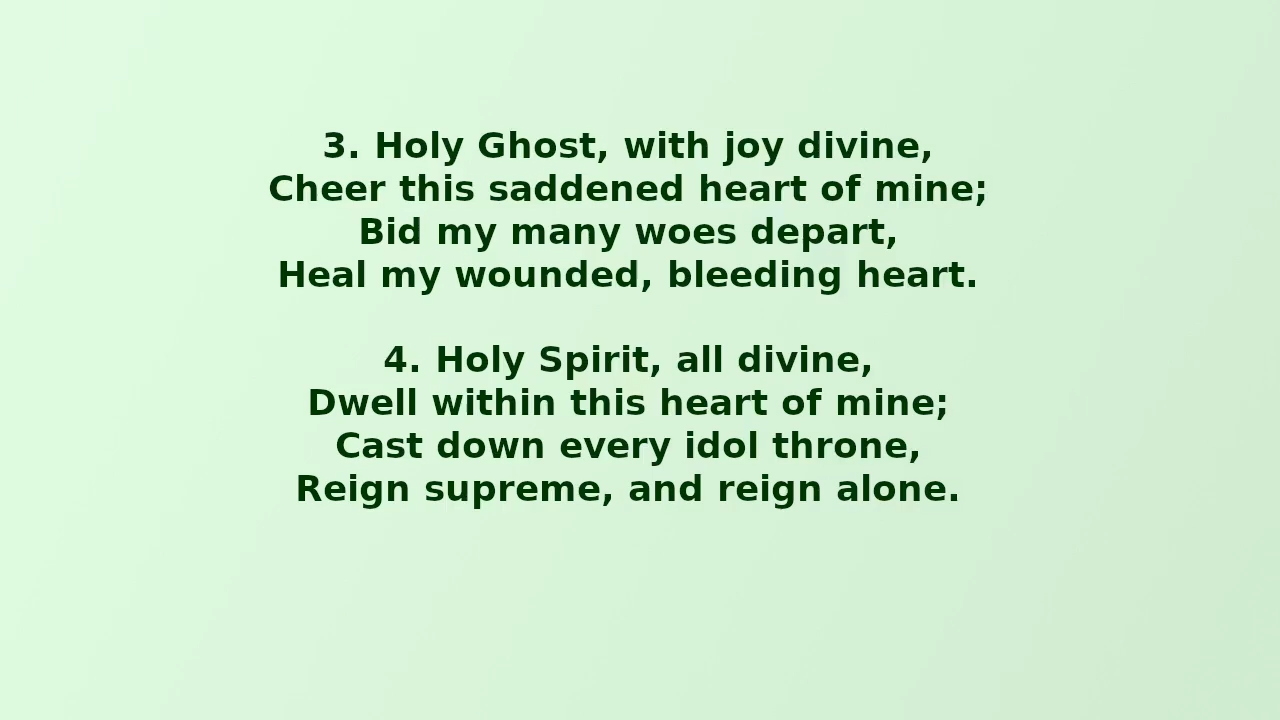 3. Holy Ghost, with joy divine,
Cheer this saddened heart of mine;
Bid my many woes depart,
Heal my wounded, bleeding heart.
4. Holy Spirit, all divine,
Dwell within this heart of mine;
Cast down every idol throne,
Reign supreme, and reign alone.